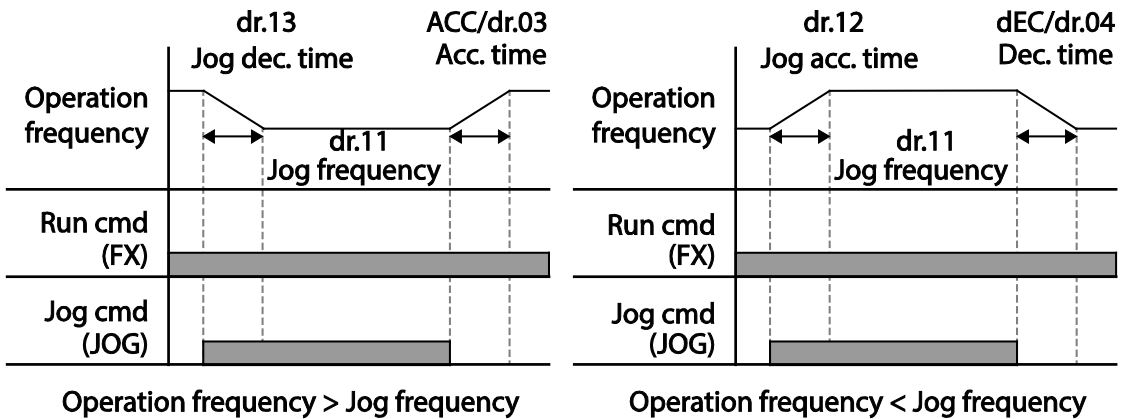 dr.13
Jog dec. time
ACC/dr.03
Acc. time
Operation
frequency
dr.11
Jog frequency
Run cmd
(FX)
Jog cmd
(JOG)
Operation frequency > Jog frequency
dr.12
Jog acc. time
dEC/dr.04
Dec. time
Operation
frequency
dr.11
Jog frequency
Run cmd
(FX)
Jog cmd
(JOG)
Operation frequency < Jog frequency